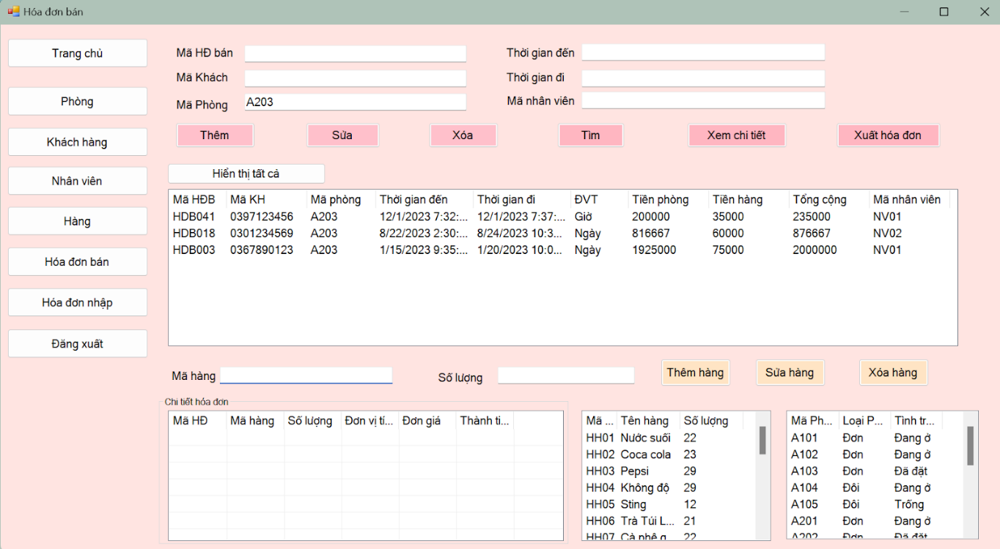 Hóa đơn bán
Trang chủ
Phòng
Khách hàng
Nhân viên
Hàng
Hóa đơn bán
Hóa đơn nhập
Đăng xuất
Mã HĐ bán
Thời gian đến
Mã Khách
Thời gian đi
Mã Phòng A203
Mã nhân viên
Thêm Sửa Xóa Tìm Xem chi tiết Xuất hóa đơn
Hiển thị tất cả
Mã HĐB Mã KH Mã phòng Thời gian đến Thời gian đi ĐVT Tiền phòng Tiền hàng Tổng cộng Mã nhân viên
HDB041 0397123456 A203 12/1/2023 7:32:... 12/1/2023 7:37:... Giờ 200000 35000 235000 NV01
HDB018 0301234569 A203 8/22/2023 2:30:... 8/24/2023 10:3... Ngày 816667 60000 876667 NV02
HDB003 0367890123 A203 1/15/2023 9:35:... 1/20/2023 10:0... Ngày 1925000 75000 2000000 NV01
Mã hàng Số lượng Thêm hàng Sửa hàng Xóa hàng
Chi tiết hóa đơn
Mã HĐ Mã hàng Số lượng Đơn vị tí... Đơn giá Thành ti...
Mã ... Tên hàng Số lượng
HH01 Nước suối 22
HH02 Coca cola 23
HH03 Pepsi 29
HH04 Không độ 29
HH05 Sting 12
HH06 Trà Túi L... 21
HH07 Cà phê g... 22
Mã Ph... Loại P... Tình tr...
A101 Đơn Đang ở
A102 Đơn Đang ở
A103 Đơn Đã đặt
A104 Đôi Đang ở
A105 Đôi Trống
A201 Đơn Đang ở
A202 Đơn Đã đặt